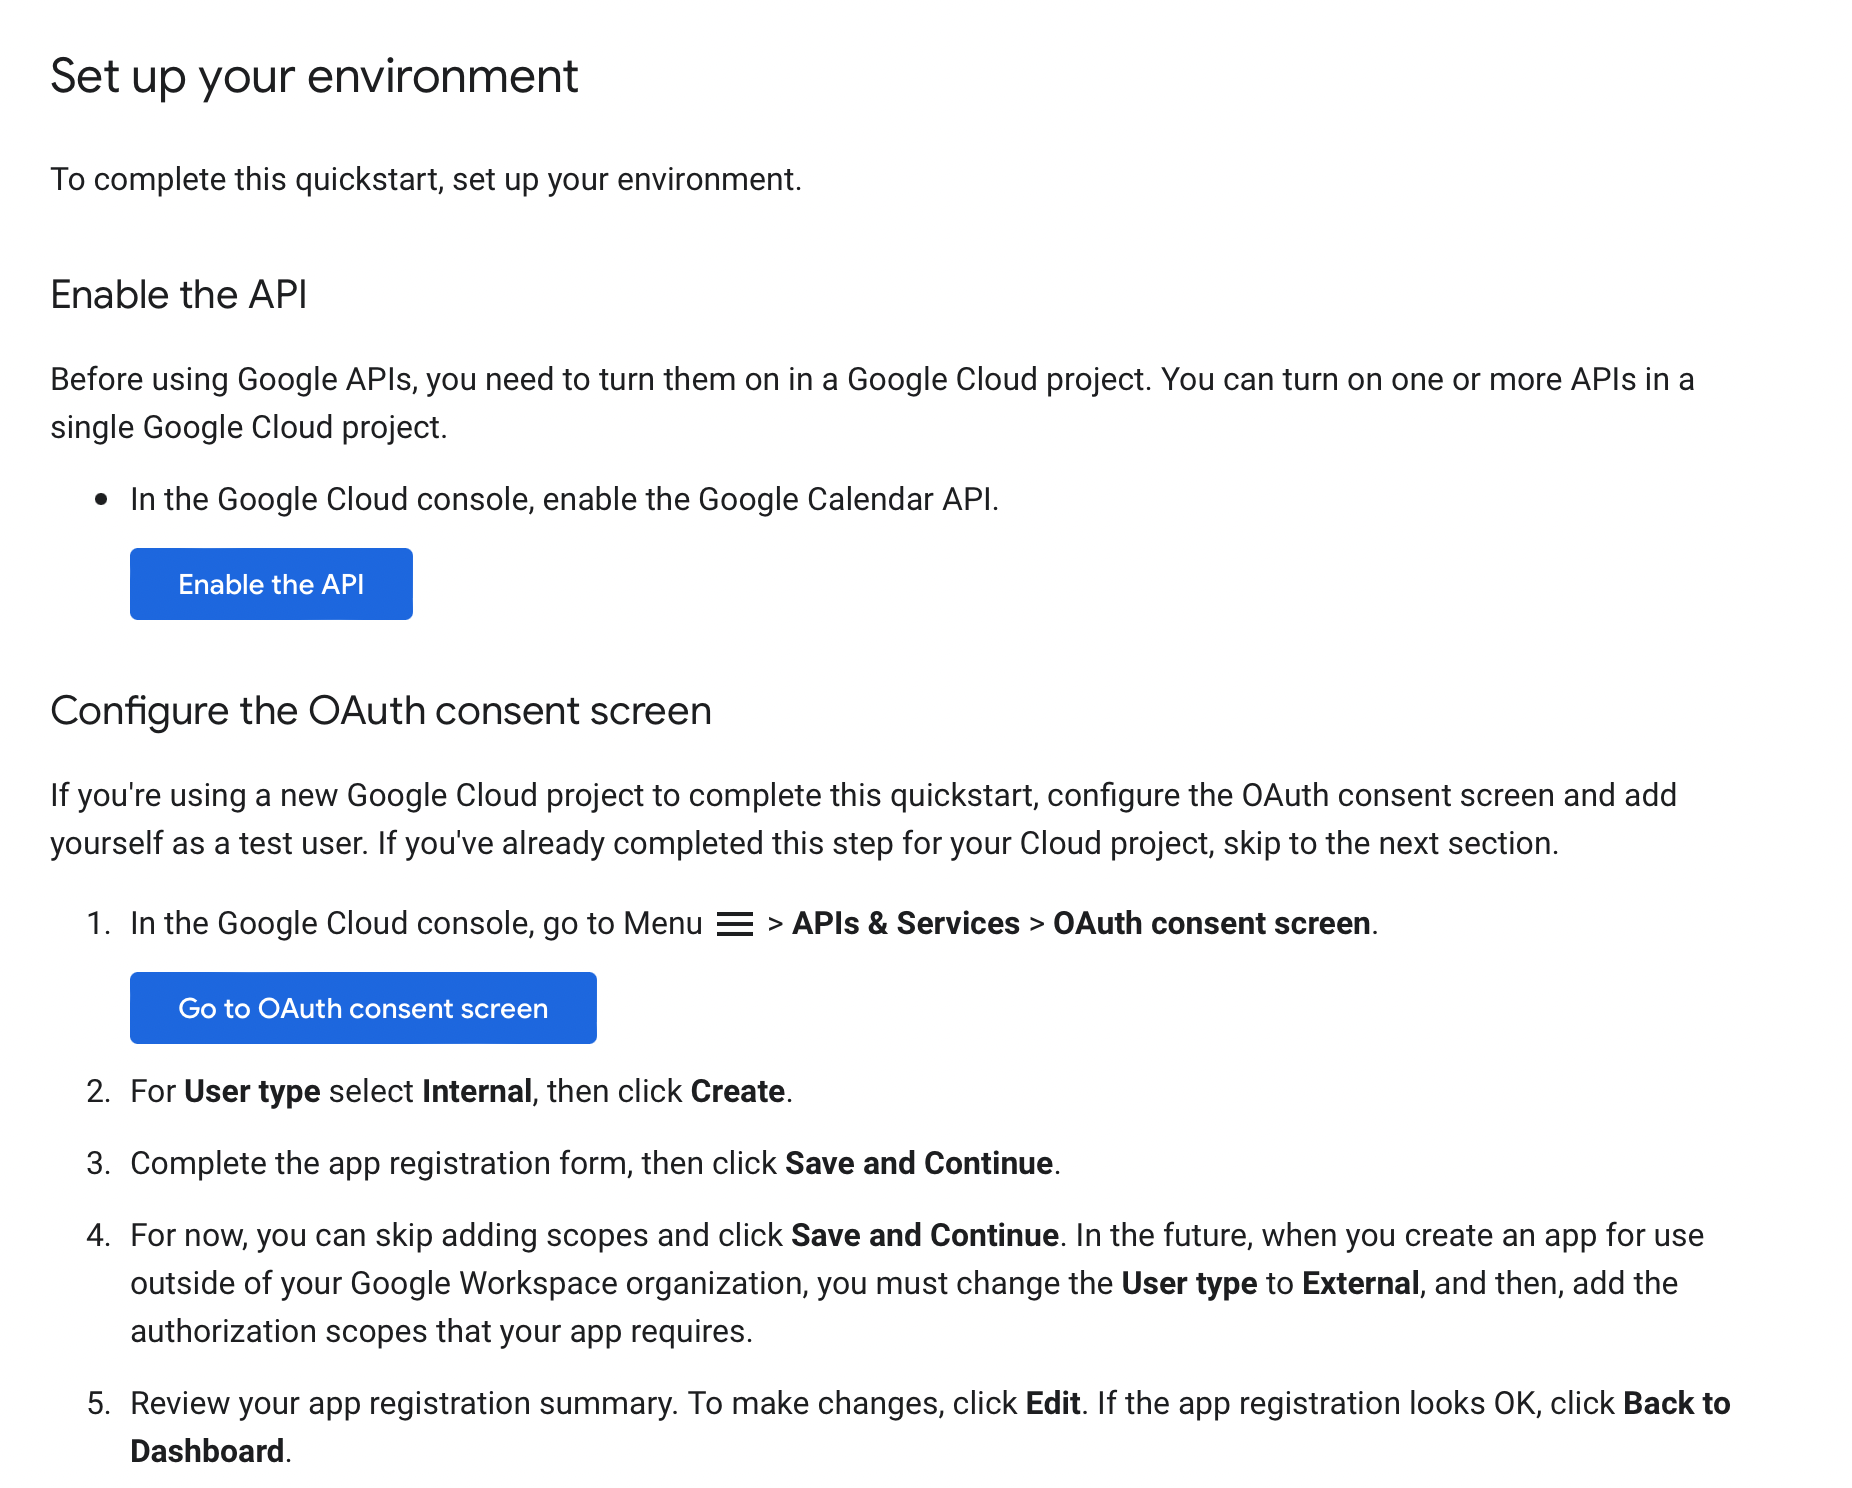 Set up your environment
To complete this quickstart, set up your environment.
Enable the API
Before using Google APIs, you need to turn them on in a Google Cloud project. You can turn on one or more APIs in a
single Google Cloud project.
• In the Google Cloud console, enable the Google Calendar API.
Enable the API
Configure the OAuth consent screen
If you're using a new Google Cloud project to complete this quickstart, configure the OAuth consent screen and add
yourself as a test user. If you've already completed this step for your Cloud project, skip to the next section.
1. In the Google Cloud console, go to Menu > APIs & Services > OAuth consent screen.
Go to OAuth consent screen
2. For User type select Internal, then click Create.
3. Complete the app registration form, then click Save and Continue.
4. For now, you can skip adding scopes and click Save and Continue. In the future, when you create an app for use
outside of your Google Workspace organization, you must change the User type to External, and then, add the
authorization scopes that your app requires.
5. Review your app registration summary. To make changes, click Edit. If the app registration looks OK, click Back to
Dashboard.